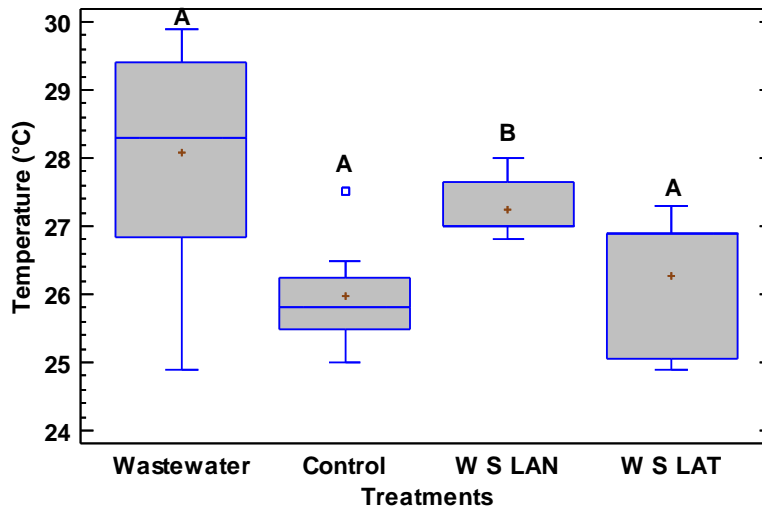 Temperature (°C)
30
29
28
27
26
25
24
A
A
B
A
Wastewater Control W S LAN W S LAT
Treatments